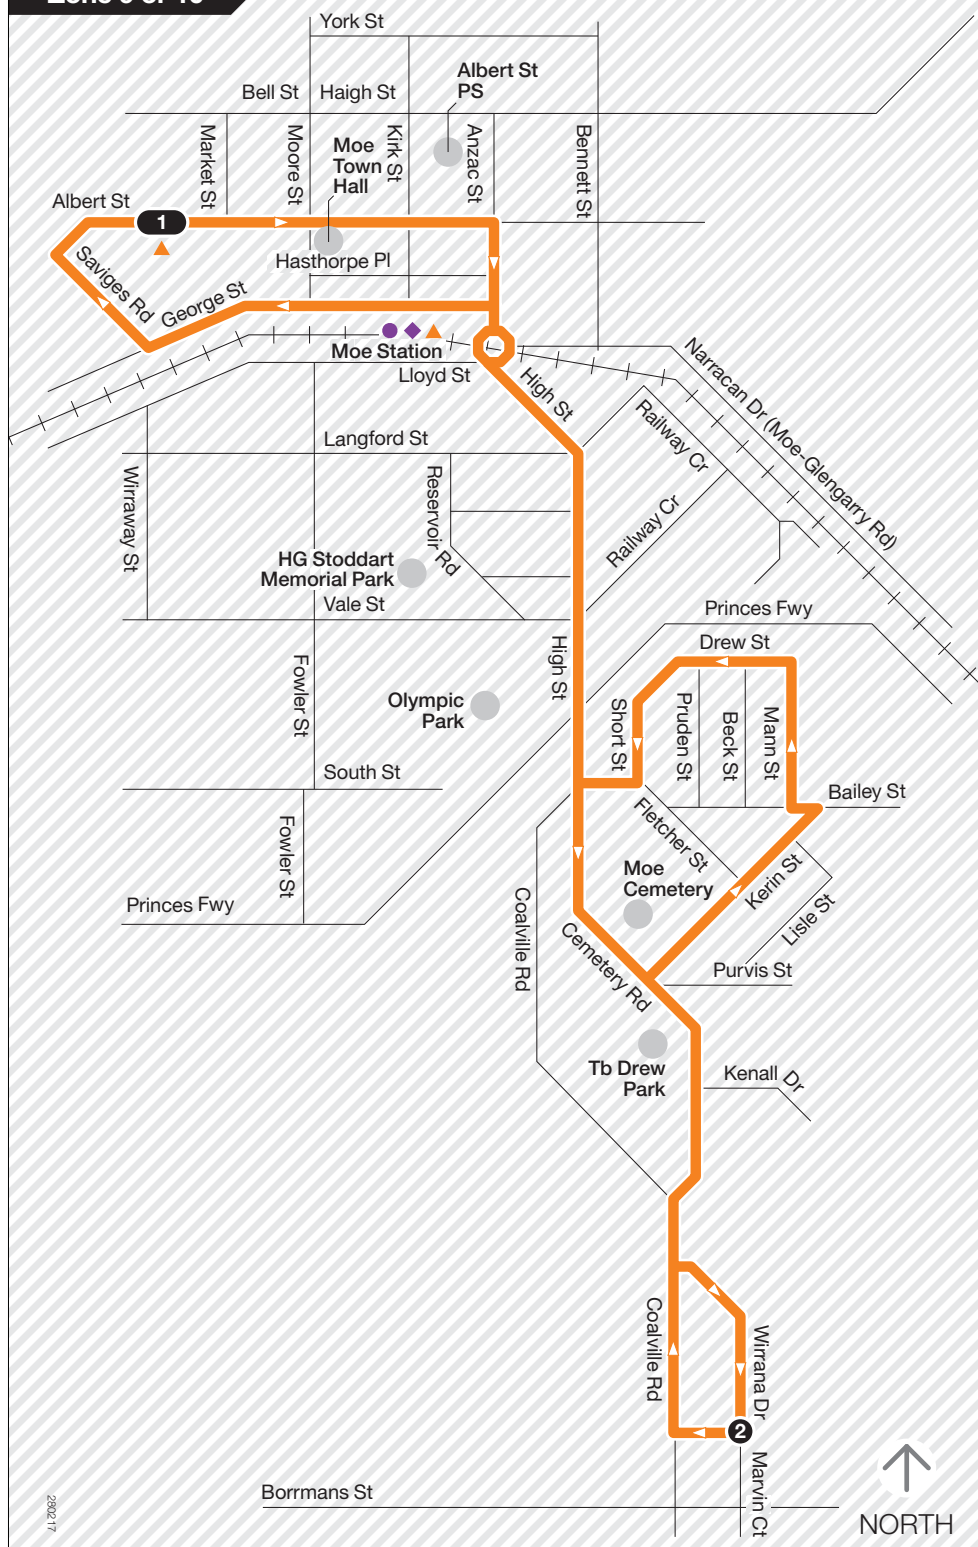 York St
Albert St
PS
Bell St
Haigh St
Market St
Moore St
Moe
Town
Hall
Kirk St
Anzac St
Bennett St
Albert St
1
Hasthorpe Pl
Saviges Rd
George St
Moe Station
Lloyd St
High St
Narracan Dr (Moe-Glengarry Rd)
Railway Cr
Langford St
Wirraway St
Reservoir Rd
Railway Cr
HG Stoddart
Memorial Park
Vale St
Princes Fwy
Drew St
High St
Fowler St
Olympic
Park
Short St
Pruden St
Beck St
Mann St
South St
Bailey St
Fowler St
Fletcher St
Moe
Cemetery
Kerin St
Lisle St
Princes Fwy
Coalville Rd
Cemetery Rd
Purvis St
Tb Drew
Park
Kenall Dr
Coalville Rd
Wirrana Dr
2
Marvin Ct
Borrmans St
NORTH
280217